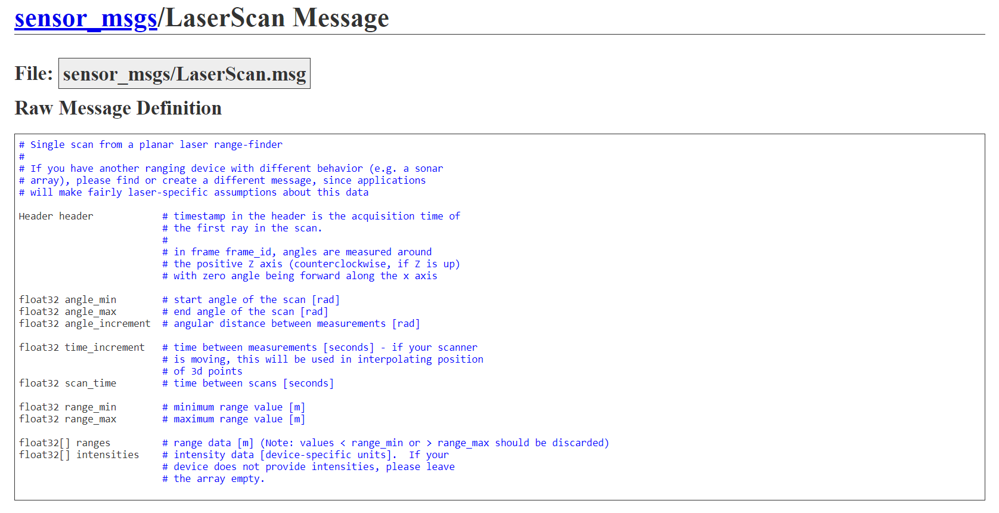 sensor_msgs/LaserScan Message
File: sensor_msgs/LaserScan.msg
Raw Message Definition
# Single scan from a planar laser range-finder
#
# If you have another ranging device with different behavior (e.g. a sonar
# array), please find or create a different message, since applications
# will make fairly laser-specific assumptions about this data
Header header            # timestamp in the header is the acquisition time of
                         # the first ray in the scan.
                         #
                         # in frame frame_id, angles are measured around
                         # the positive Z axis (counterclockwise, if Z is up)
                         # with zero angle being forward along the x axis
float32 angle_min        # start angle of the scan [rad]
float32 angle_max        # end angle of the scan [rad]
float32 angle_increment  # angular distance between measurements [rad]
float32 time_increment   # time between measurements [seconds] - if your scanner
                         # is moving, this will be used in interpolating position
                         # of 3d points
float32 scan_time        # time between scans [seconds]
float32 range_min        # minimum range value [m]
float32 range_max        # maximum range value [m]
float32[] ranges         # range data [m] (Note: values < range_min or > range_max should be discarded)
float32[] intensities    # intensity data [device-specific units].  If your
                         # device does not provide intensities, please leave
                         # the array empty.